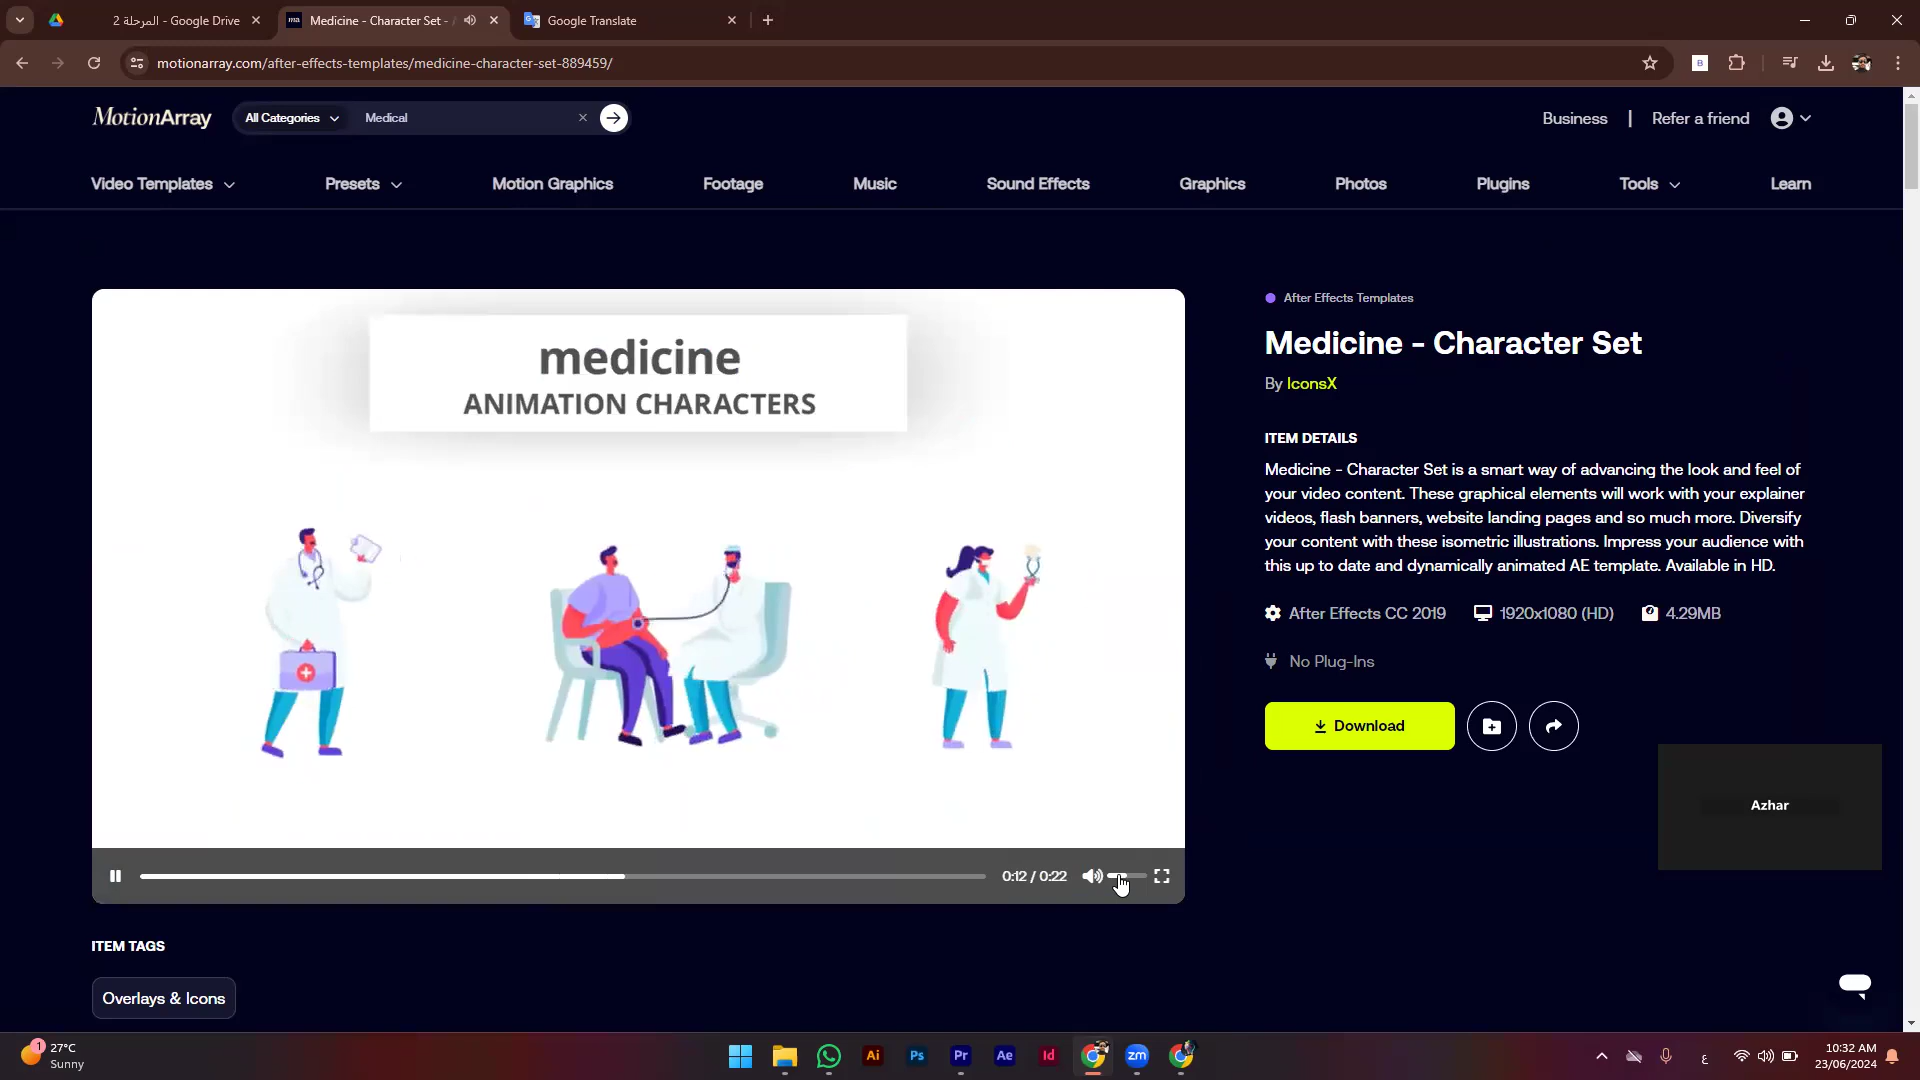 المرحلة 2 - Google Drive
ma
Medicine - Character Set -
Google Translate
motionarray.com/after-effects-templates/medicine-character-set-889459/
B
MotionArray
All Categories
Medical
Business | Refer a friend
Video Templates
Presets
Motion Graphics
Footage
Music
Sound Effects
Graphics
Photos
Plugins
Tools
Learn
medicine
ANIMATION CHARACTERS
0:12 / 0:22
After Effects Templates
Medicine - Character Set
By IconsX
ITEM DETAILS
Medicine - Character Set is a smart way of advancing the look and feel of
your video content. These graphical elements will work with your explainer
videos, flash banners, website landing pages and so much more. Diversify
your content with these isometric illustrations. Impress your audience with
this up to date and dynamically animated AE template. Available in HD.
After Effects CC 2019
1920x1080 (HD)
4.29MB
No Plug-Ins
Download
Azhar
ITEM TAGS
Overlays & Icons
1
27°C
Sunny
Ai
Ps
Pr
Ae
Id
zm
ع
10:32 AM
23/06/2024